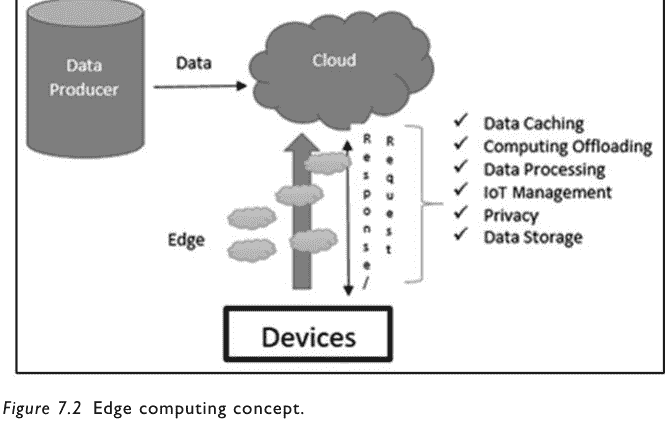 Data
Producer
Data
Cloud
Response/
Request
Data Caching
Computing Offloading
Data Processing
IoT Management
Privacy
Data Storage
Edge
Devices
Figure 7.2 Edge computing concept.